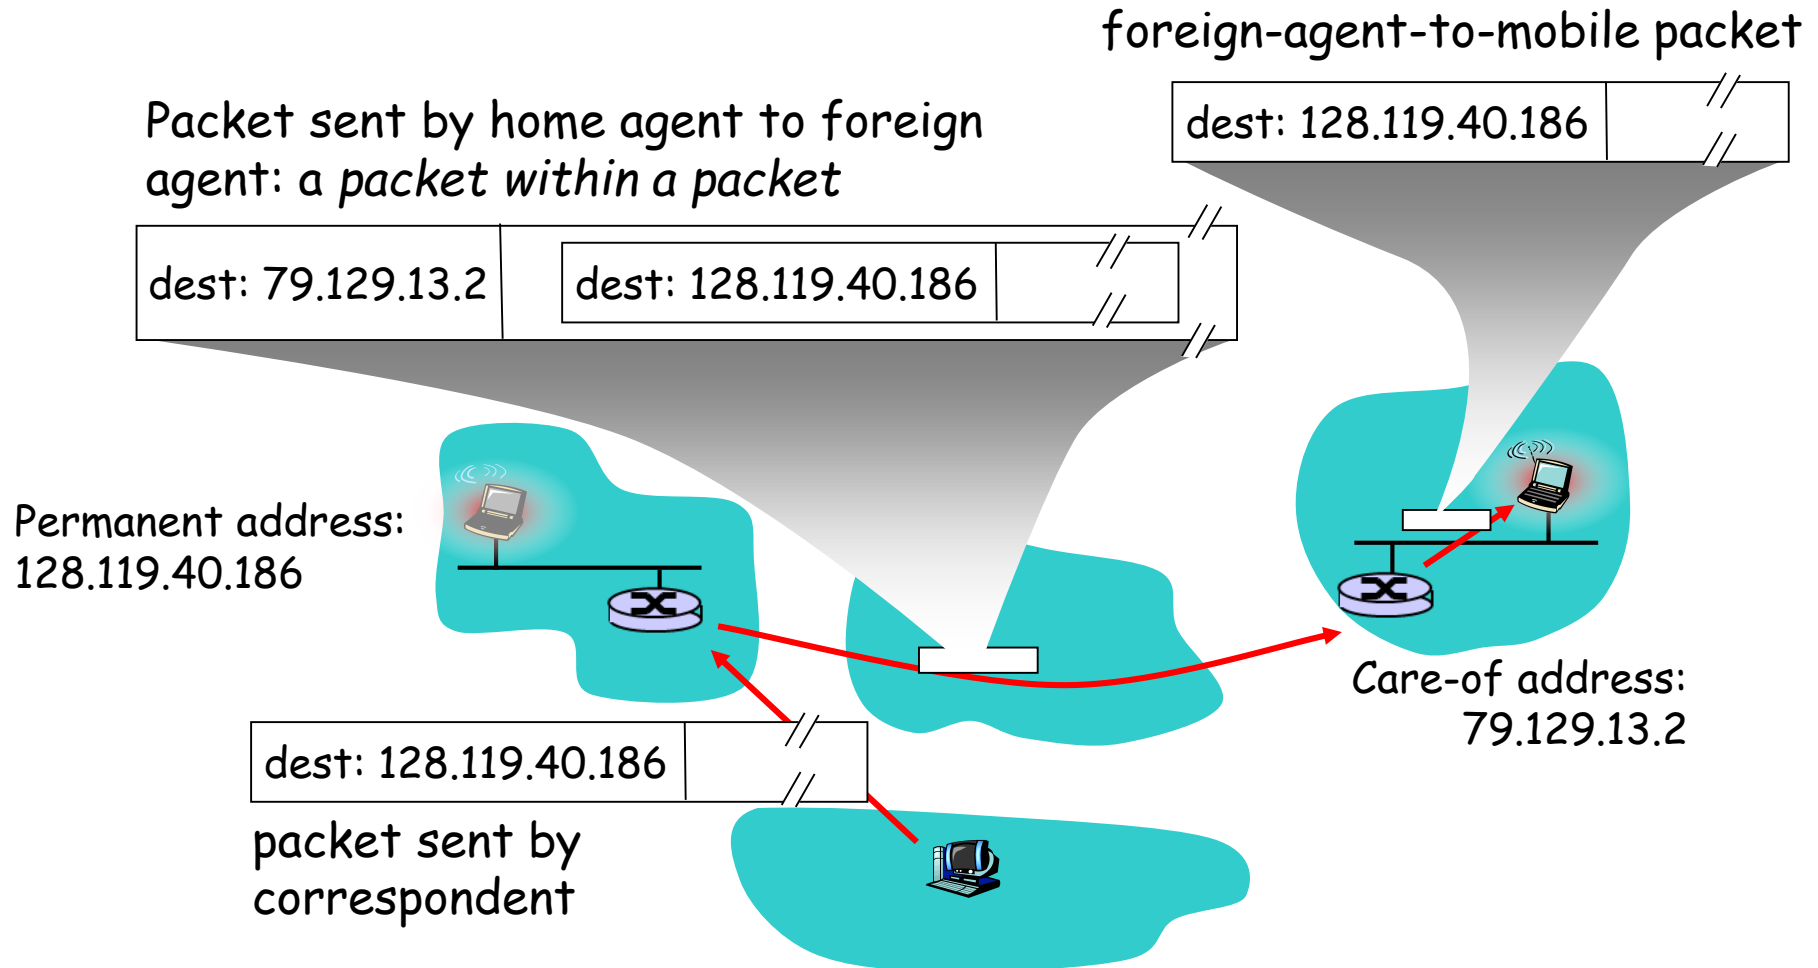 foreign-agent-to-mobile packet
dest: 128.119.40.186
Packet sent by home agent to foreign
agent: a packet within a packet
dest: 79.129.13.2
dest: 128.119.40.186
Permanent address:
128.119.40.186
Care-of address:
79.129.13.2
dest: 128.119.40.186
packet sent by
correspondent